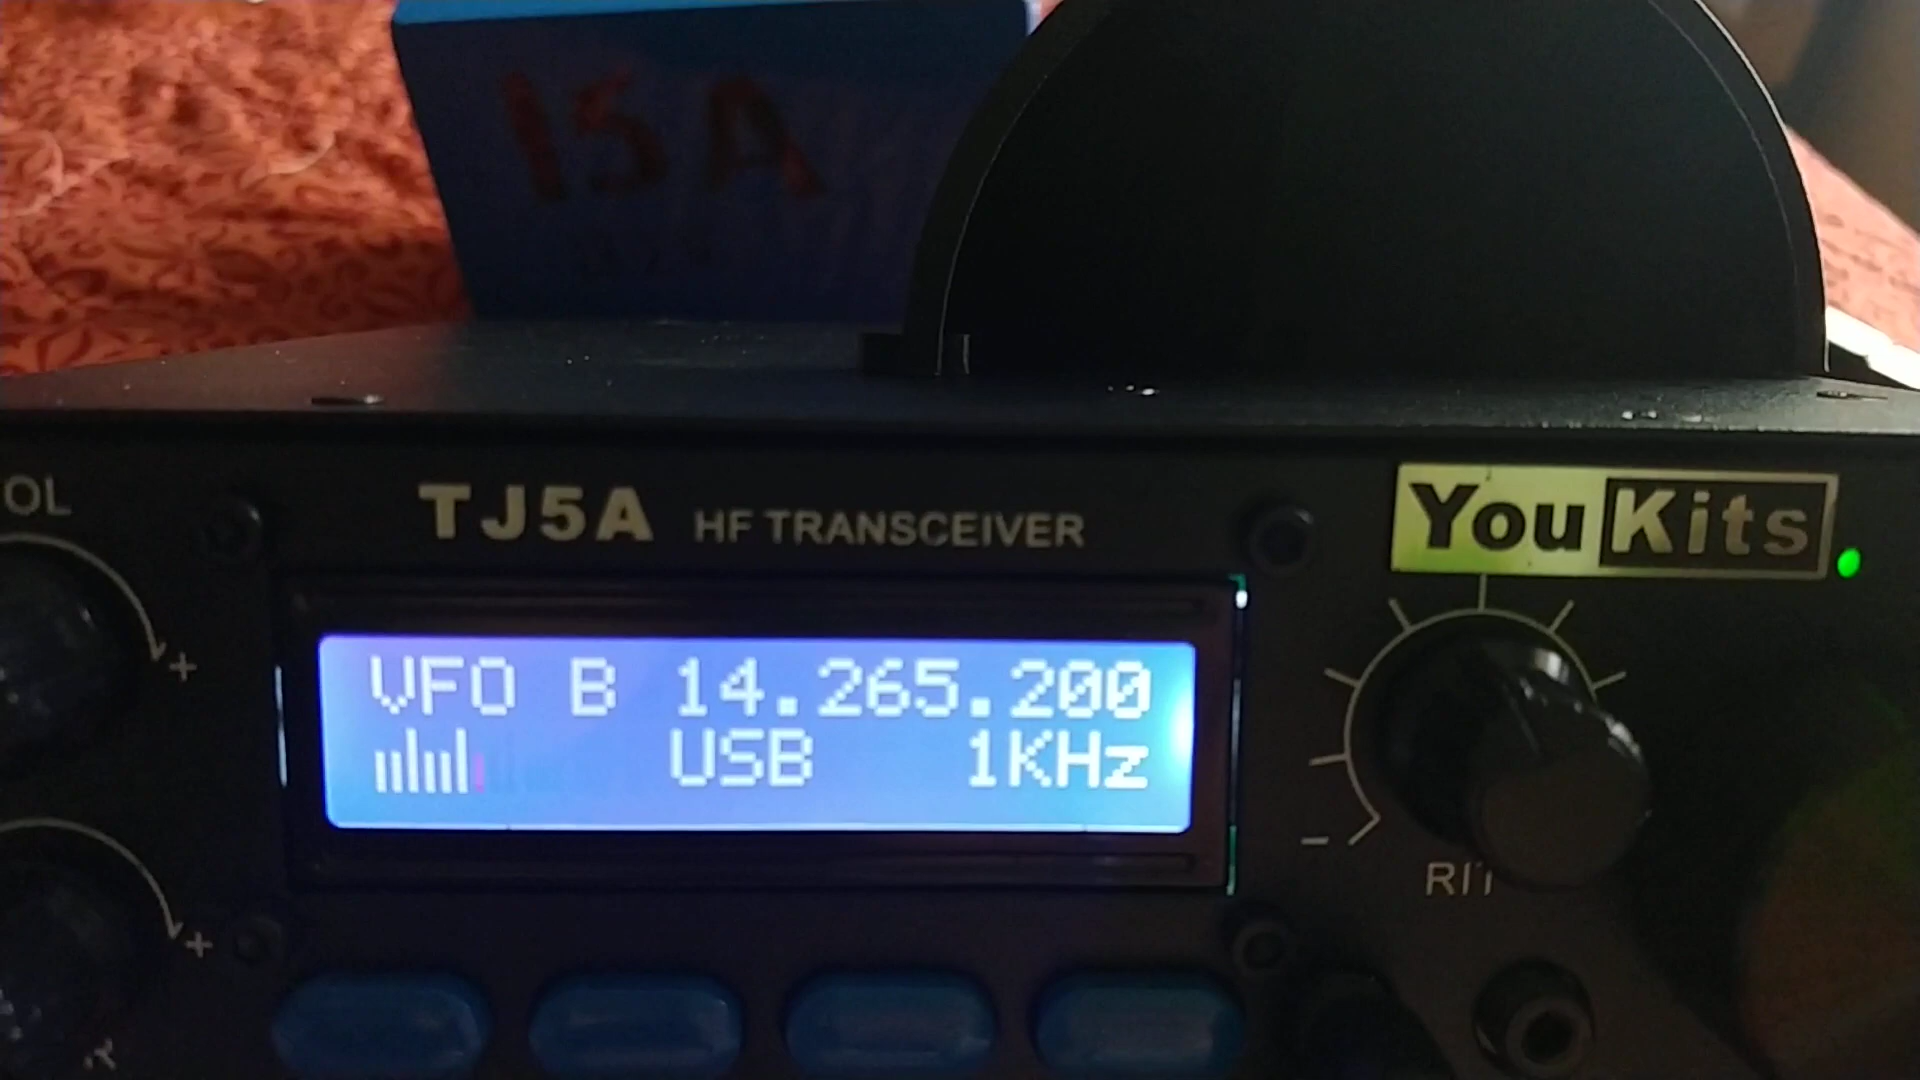 15A
OL
TJ5A HF TRANSCEIVER
YouKits
+
VFO B 14.265.200
USB 1KHz
-
RIT
+